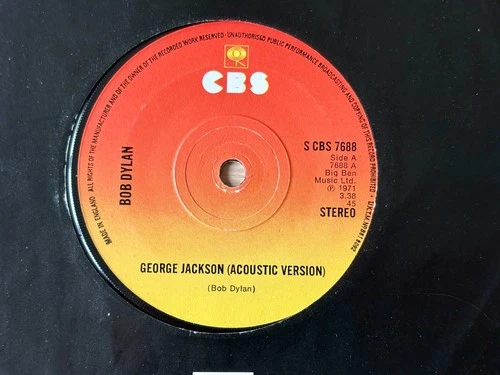 ALL RIGHTS OF THE MANUFACTURER AND OF THE OWNER OF THE RECORDED WORK RESERVED · UNAUTHORISED PUBLIC PERFORMANCE BROADCASTING AND COPYING OF THIS RECORD PROHIBITED
MADE IN ENGLAND
CBS
BOB DYLAN
S CBS 7688
Side A
7688 A
Big Ben
Music Ltd.
℗ 1971
3.38
45
STEREO
GEORGE JACKSON (ACOUSTIC VERSION)
(Bob Dylan)